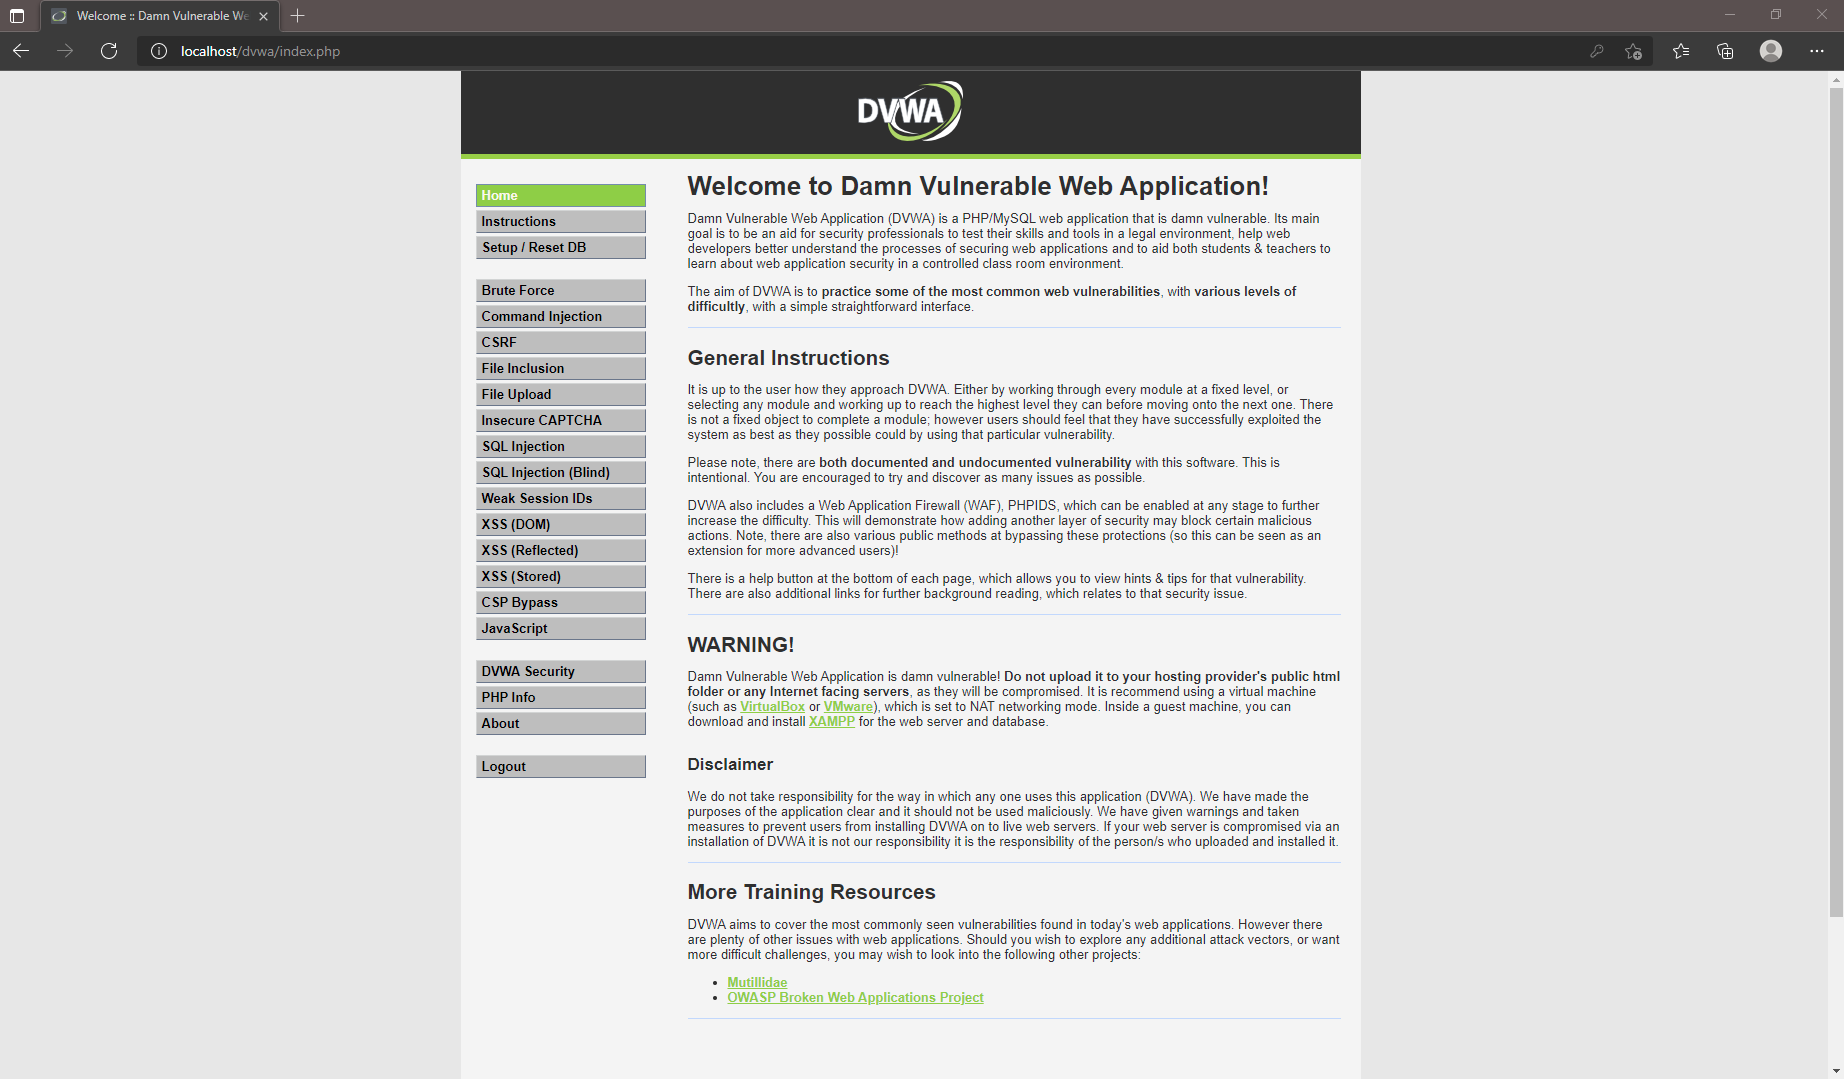 Welcome :: Damn Vulnerable We
localhost/dvwa/index.php
DVWA
Home
Instructions
Setup / Reset DB
Brute Force
Command Injection
CSRF
File Inclusion
File Upload
Insecure CAPTCHA
SQL Injection
SQL Injection (Blind)
Weak Session IDs
XSS (DOM)
XSS (Reflected)
XSS (Stored)
CSP Bypass
JavaScript
DVWA Security
PHP Info
About
Logout
Welcome to Damn Vulnerable Web Application!
Damn Vulnerable Web Application (DVWA) is a PHP/MySQL web application that is damn vulnerable. Its main
goal is to be an aid for security professionals to test their skills and tools in a legal environment, help web
developers better understand the processes of securing web applications and to aid both students & teachers to
learn about web application security in a controlled class room environment.
The aim of DVWA is to practice some of the most common web vulnerabilities, with various levels of
difficultly, with a simple straightforward interface.
General Instructions
It is up to the user how they approach DVWA. Either by working through every module at a fixed level, or
selecting any module and working up to reach the highest level they can before moving onto the next one. There
is not a fixed object to complete a module; however users should feel that they have successfully exploited the
system as best as they possible could by using that particular vulnerability.
Please note, there are both documented and undocumented vulnerability with this software. This is
intentional. You are encouraged to try and discover as many issues as possible.
DVWA also includes a Web Application Firewall (WAF), PHPIDS, which can be enabled at any stage to further
increase the difficulty. This will demonstrate how adding another layer of security may block certain malicious
actions. Note, there are also various public methods at bypassing these protections (so this can be seen as an
extension for more advanced users)!
There is a help button at the bottom of each page, which allows you to view hints & tips for that vulnerability.
There are also additional links for further background reading, which relates to that security issue.
WARNING!
Damn Vulnerable Web Application is damn vulnerable! Do not upload it to your hosting provider's public html
folder or any Internet facing servers, as they will be compromised. It is recommend using a virtual machine
(such as VirtualBox or VMware), which is set to NAT networking mode. Inside a guest machine, you can
download and install XAMPP for the web server and database.
Disclaimer
We do not take responsibility for the way in which any one uses this application (DVWA). We have made the
purposes of the application clear and it should not be used maliciously. We have given warnings and taken
measures to prevent users from installing DVWA on to live web servers. If your web server is compromised via an
installation of DVWA it is not our responsibility it is the responsibility of the person/s who uploaded and installed it.
More Training Resources
DVWA aims to cover the most commonly seen vulnerabilities found in today's web applications. However there
are plenty of other issues with web applications. Should you wish to explore any additional attack vectors, or want
more difficult challenges, you may wish to look into the following other projects:
• Mutillidae
• OWASP Broken Web Applications Project